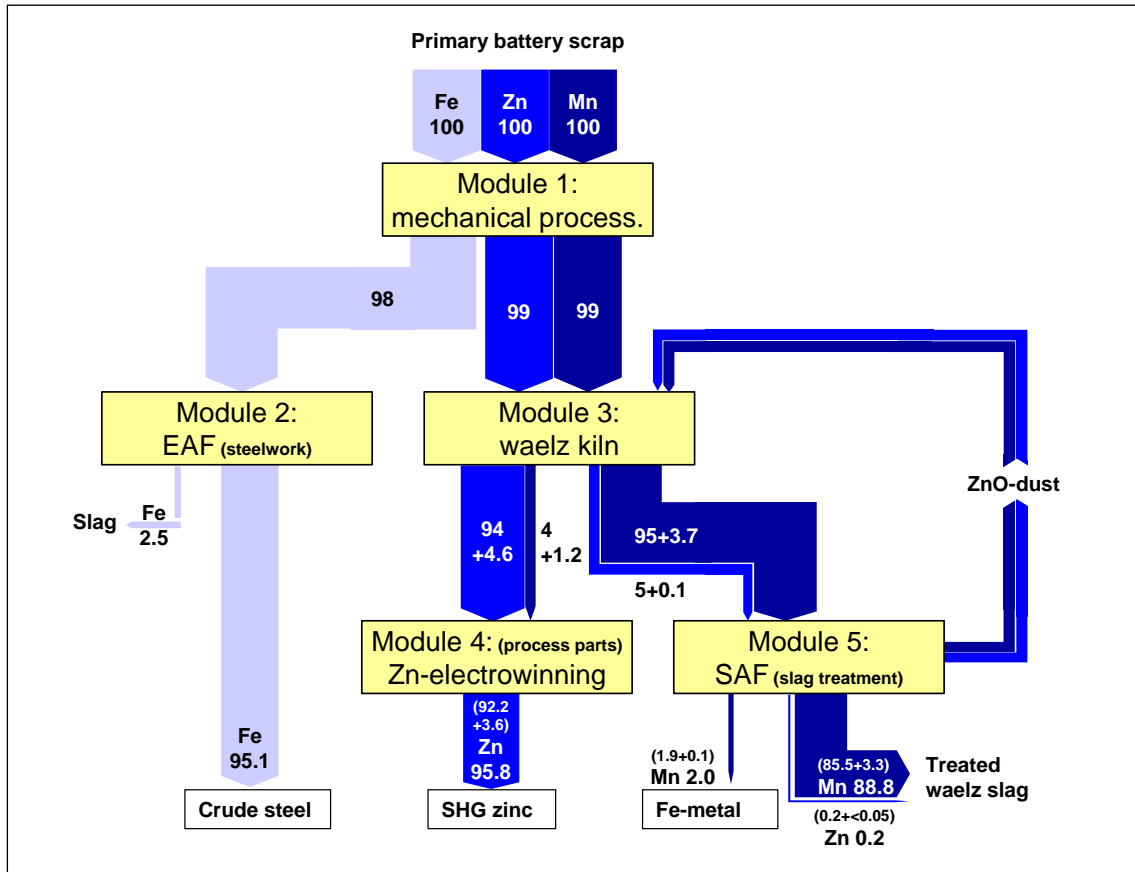 Primary battery scrap
Fe
100
Zn
100
Mn
100
Module 1:
mechanical process.
98
99
99
Module 2:
EAF (steelwork)
Module 3:
waelz kiln
ZnO-dust
Slag
Fe
2.5
94
+4.6
4
+1.2
95+3.7
5+0.1
Module 4: (process parts)
Zn-electrowinning
Module 5:
SAF (slag treatment)
Fe
95.1
(92.2
+3.6)
Zn
95.8
(1.9+0.1)
Mn 2.0
(85.5+3.3)
Mn 88.8
Treated
waelz slag
(0.2+<0.05)
Zn 0.2
Crude steel
SHG zinc
Fe-metal